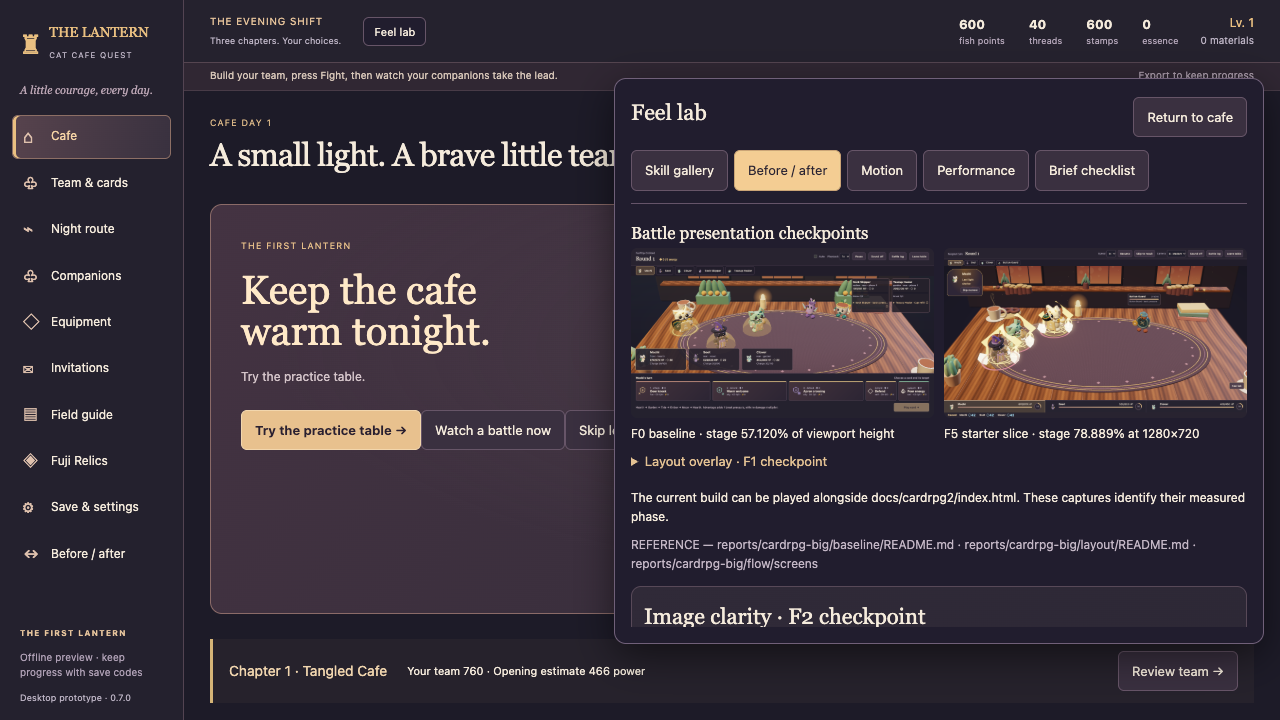 THE LANTERN
CAT CAFE QUEST
A little courage, every day.
Cafe
Team & cards
Night route
Companions
Equipment
Invitations
Field guide
Fuji Relics
Save & settings
Before / after
THE FIRST LANTERN
Offline preview · keep
progress with save codes
Desktop prototype · 0.7.0
THE EVENING SHIFT
Three chapters. Your choices.
Feel lab
600
fish points
40
threads
600
stamps
0
essence
Lv. 1
0 materials
Build your team, press Fight, then watch your companions take the lead.
Export to keep progress
CAFE DAY 1
A small light. A brave little
THE FIRST LANTERN
Keep the cafe
warm tonight.
Try the practice table.
Try the practice table →
Watch a battle now
Skip
Chapter 1 · Tangled Cafe
Your team 760 · Opening estimate 466 power
Review team →
Feel lab
Return to cafe
Skill gallery
Before / after
Motion
Performance
Brief checklist
Battle presentation checkpoints
F0 baseline · stage 57.120% of viewport height
F5 starter slice · stage 78.889% at 1280×720
Layout overlay · F1 checkpoint
The current build can be played alongside docs/cardrpg2/index.html. These captures identify their measured
phase.
REFERENCE — reports/cardrpg-big/baseline/README.md · reports/cardrpg-big/layout/README.md ·
reports/cardrpg-big/flow/screens
Image clarity · F2 checkpoint